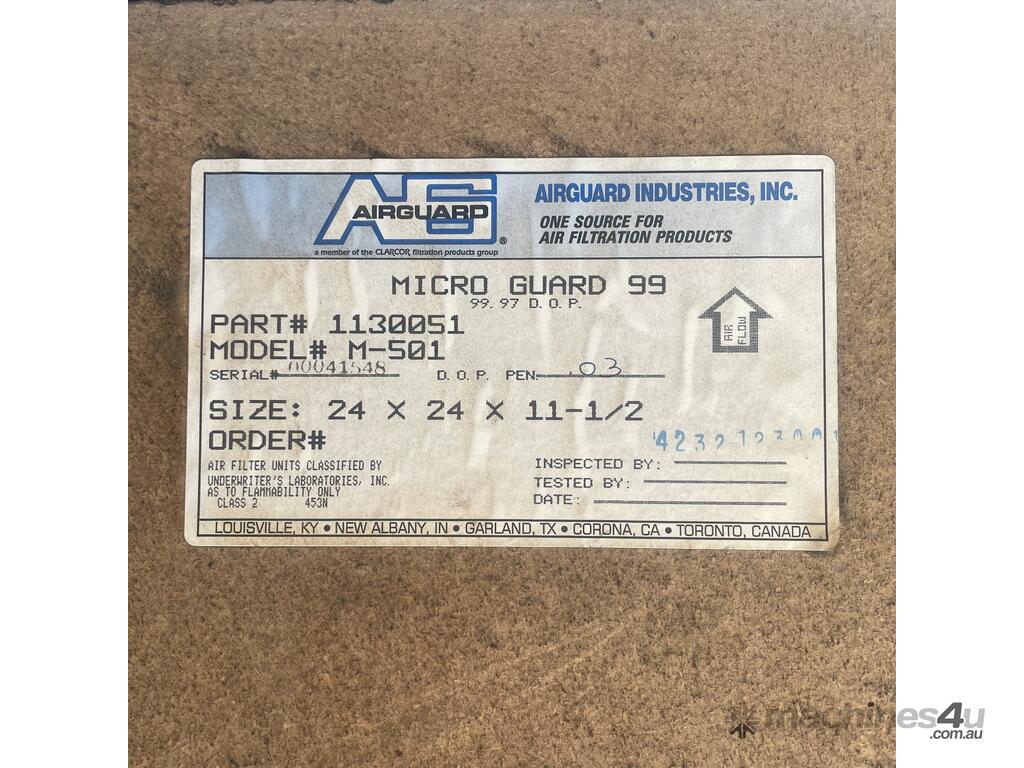 AG
AIRGUARD®
a member of the CLARCOR filtration products group
AIRGUARD INDUSTRIES, INC.
ONE SOURCE FOR
AIR FILTRATION PRODUCTS
MICRO GUARD 99
99.97 D.O.P.
AIR
FLOW
PART# 1130051
MODEL# M-501
SERIAL# 00041548 D.O.P. PEN: .03
SIZE: 24 X 24 X 11-1/2
ORDER#
AIR FILTER UNITS CLASSIFIED BY
UNDERWRITER'S LABORATORIES, INC.
AS TO FLAMMABILITY ONLY
CLASS 2 453N
INSPECTED BY:
TESTED BY:
DATE:
LOUISVILLE, KY • NEW ALBANY, IN • GARLAND, TX • CORONA, CA • TORONTO, CANADA
machines4u
.com.au